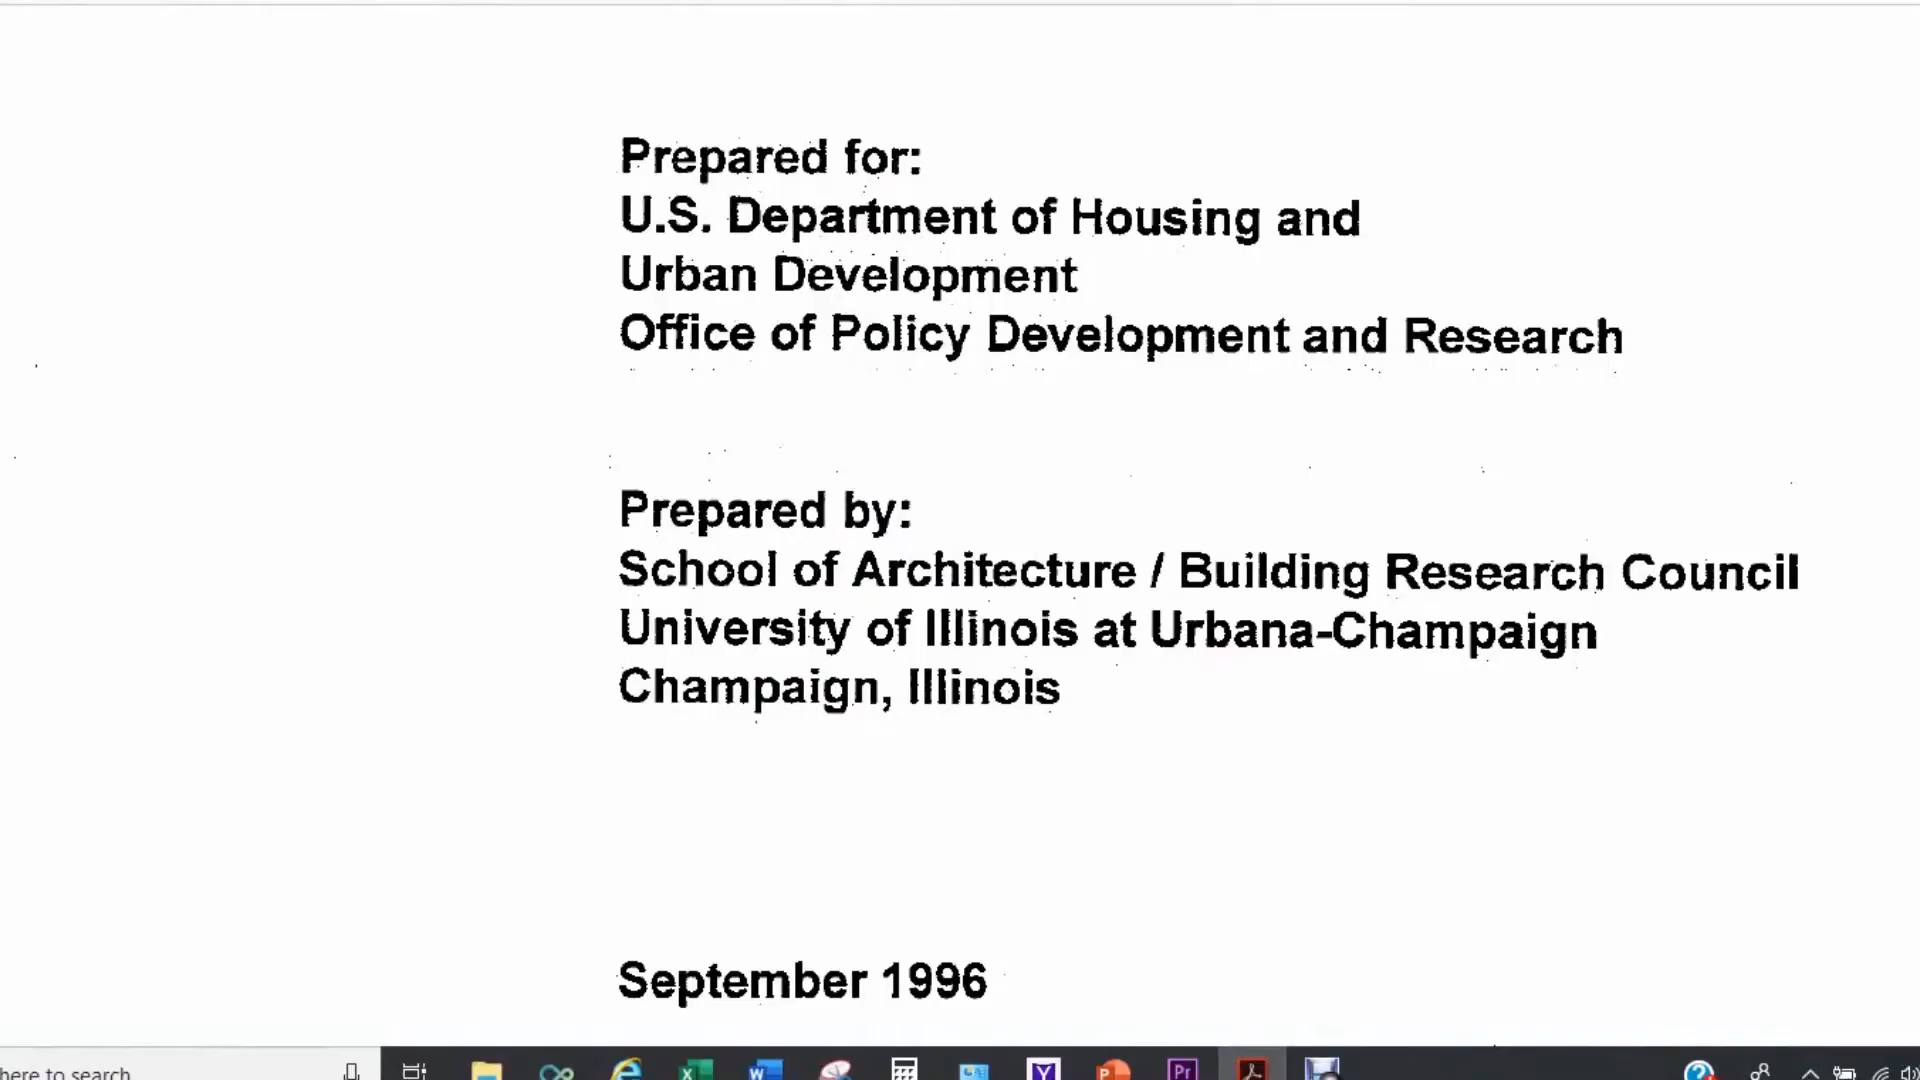 Prepared for:
U.S. Department of Housing and
Urban Development
Office of Policy Development and Research
Prepared by:
School of Architecture / Building Research Council
University of Illinois at Urbana-Champaign
Champaign, Illinois
September 1996
here to search